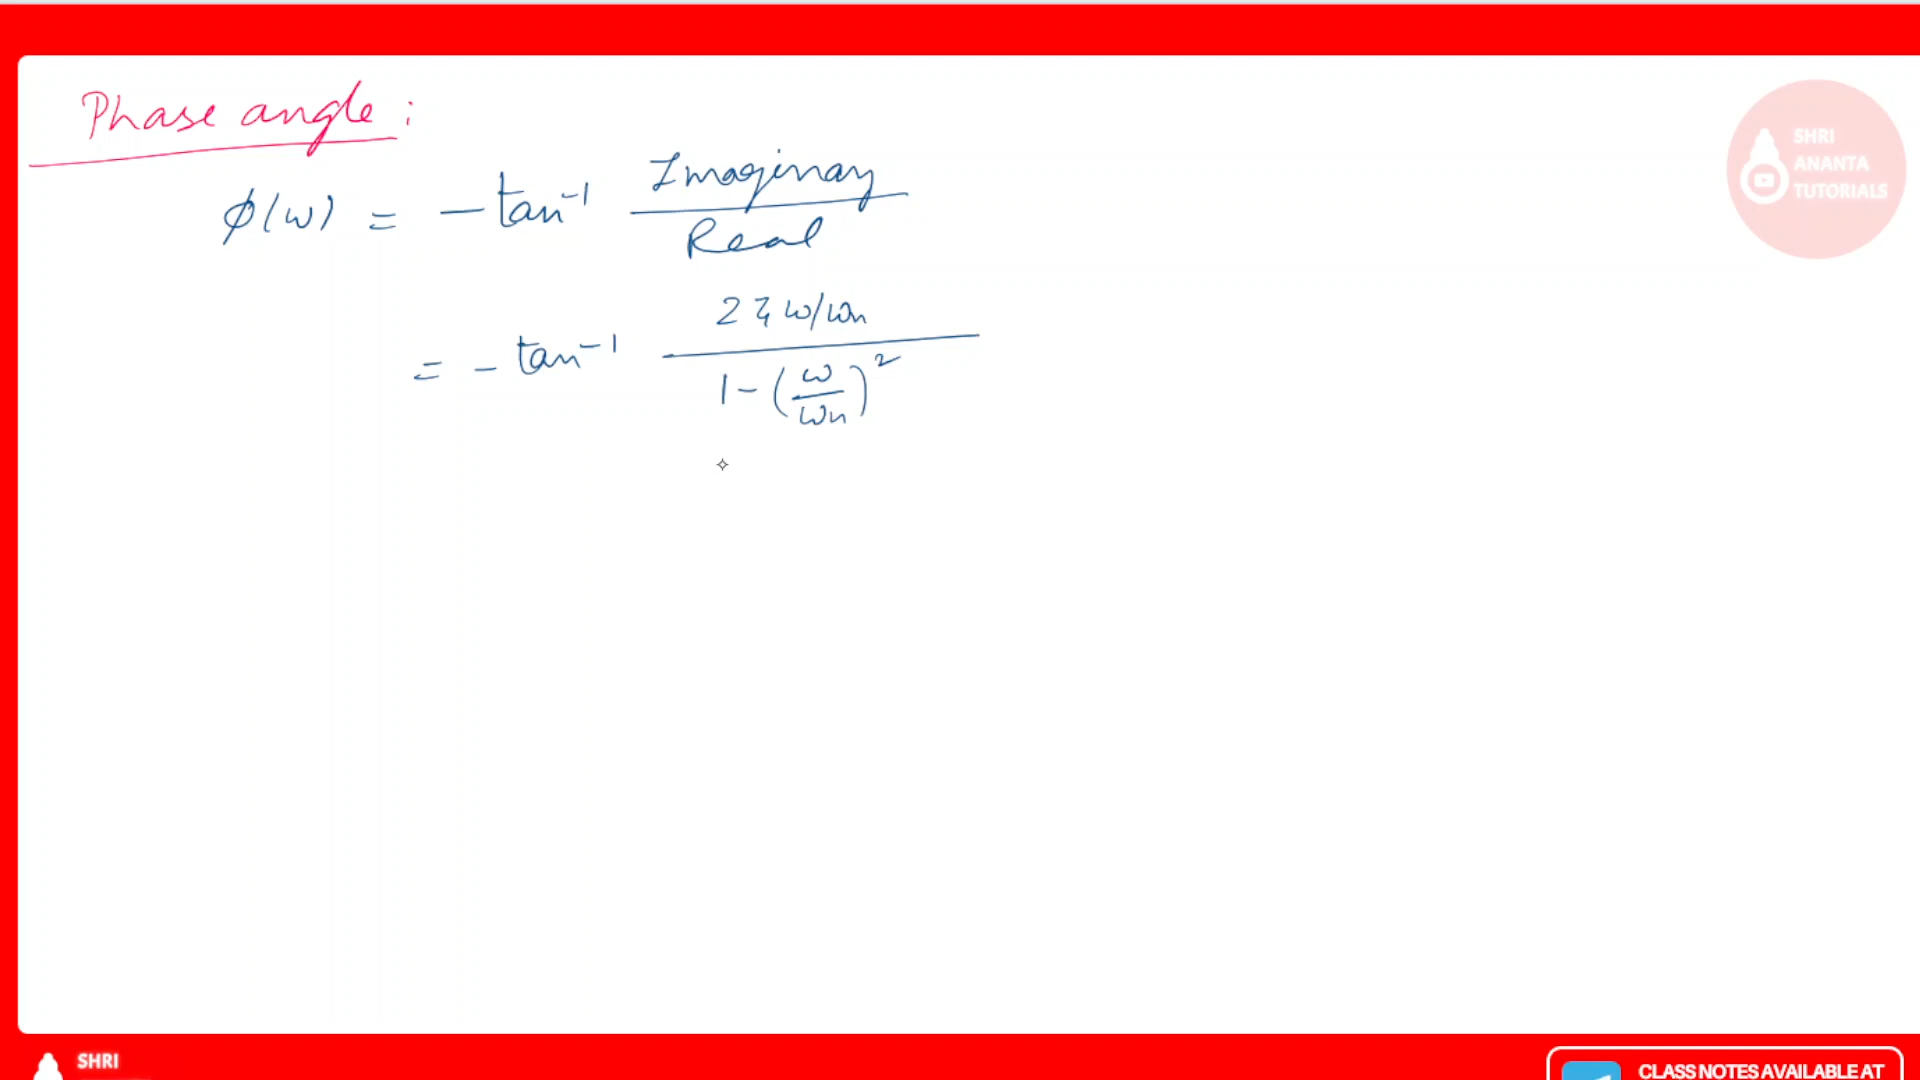 Phase angle :
ϕ(ω) = - tan⁻¹ Imaginary / Real
= - tan⁻¹ 2ζω/ωn / 1-(ω/ωn)²
SHRI
ANANTA
TUTORIALS
SHRI
CLASS NOTES AVAILABLE AT